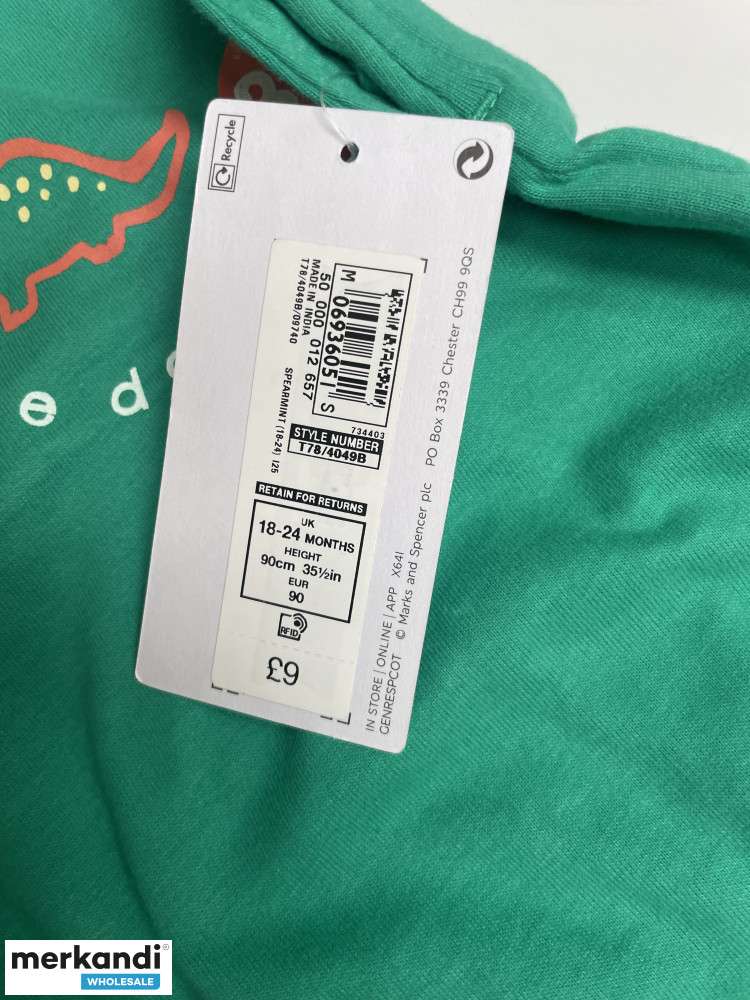 Recycle
M
06936051
S
50 000 012 657
MADE IN INDIA
T78/4049B/09740
734403
STYLE NUMBER
T78/4049B
SPEARMINT (18-24) I25
RETAIN FOR RETURNS
UK
18-24 MONTHS
HEIGHT
90cm 35½in
EUR
90
RFID
£9
IN STORE | ONLINE | APP X64I
GENRESPCOT © Marks and Spencer plc PO Box 3339 Chester CH99 9QS
e d
merkandi®
WHOLESALE